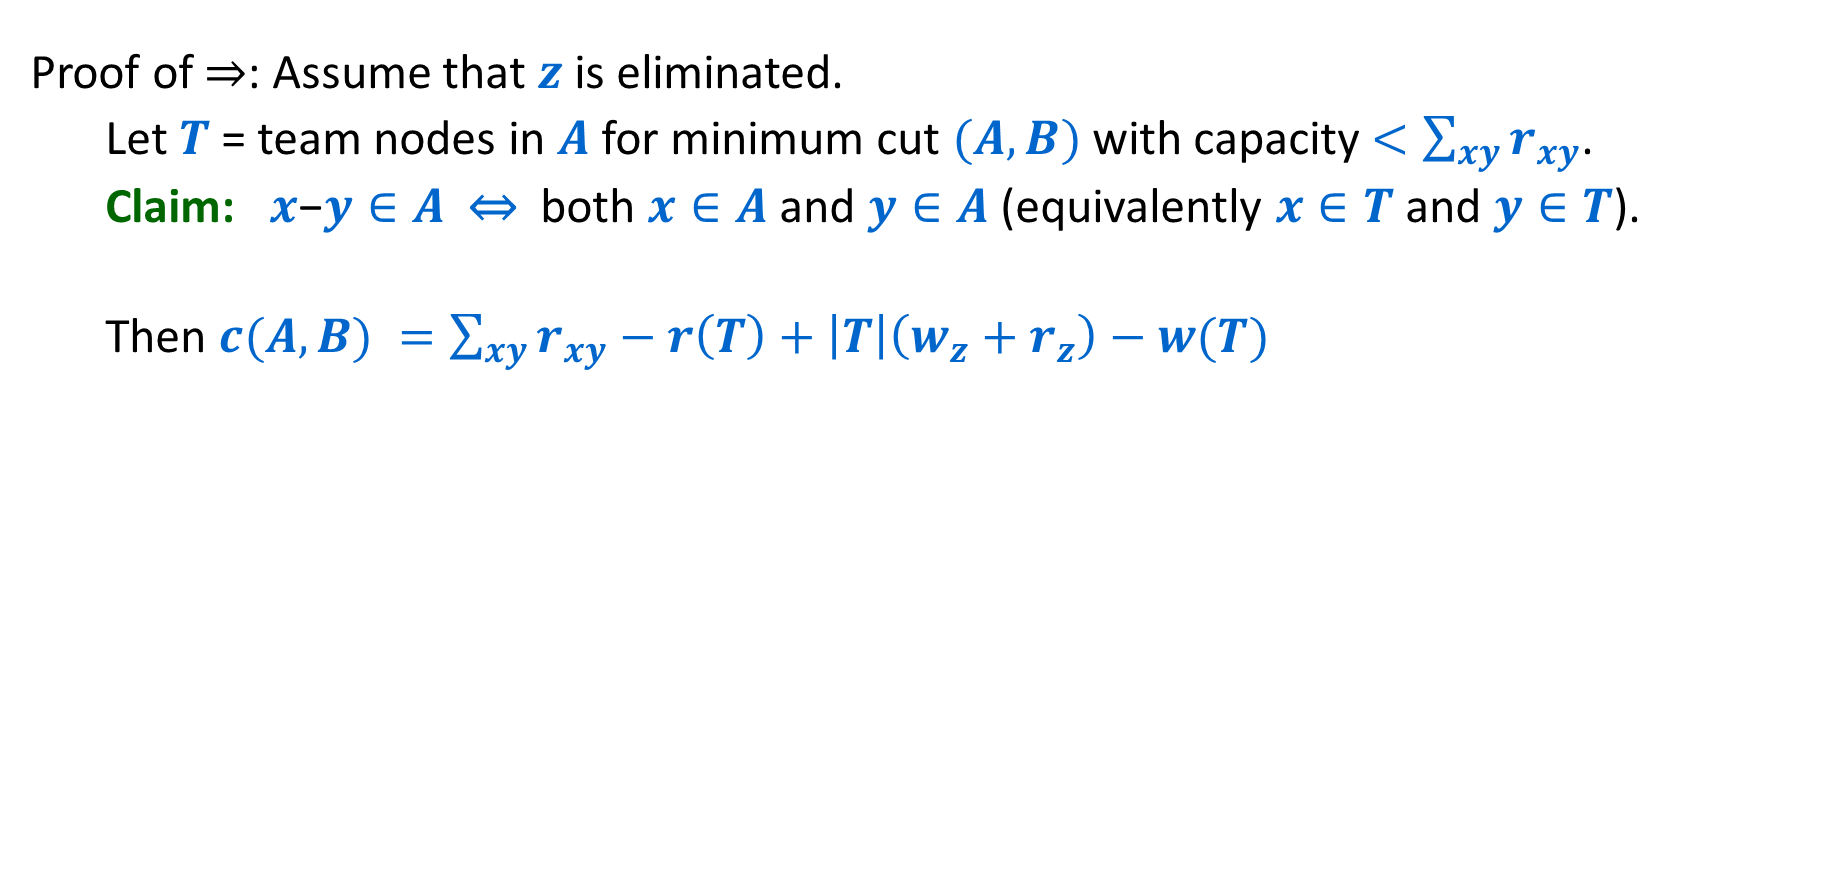 Proof of ⇒: Assume that z is eliminated.
Let T = team nodes in A for minimum cut (A, B) with capacity < ∑xy rxy.
Claim: x−y ∈ A ⇔ both x ∈ A and y ∈ A (equivalently x ∈ T and y ∈ T).
Then c(A, B) = ∑xy rxy − r(T) + |T|(wz + rz) − w(T)